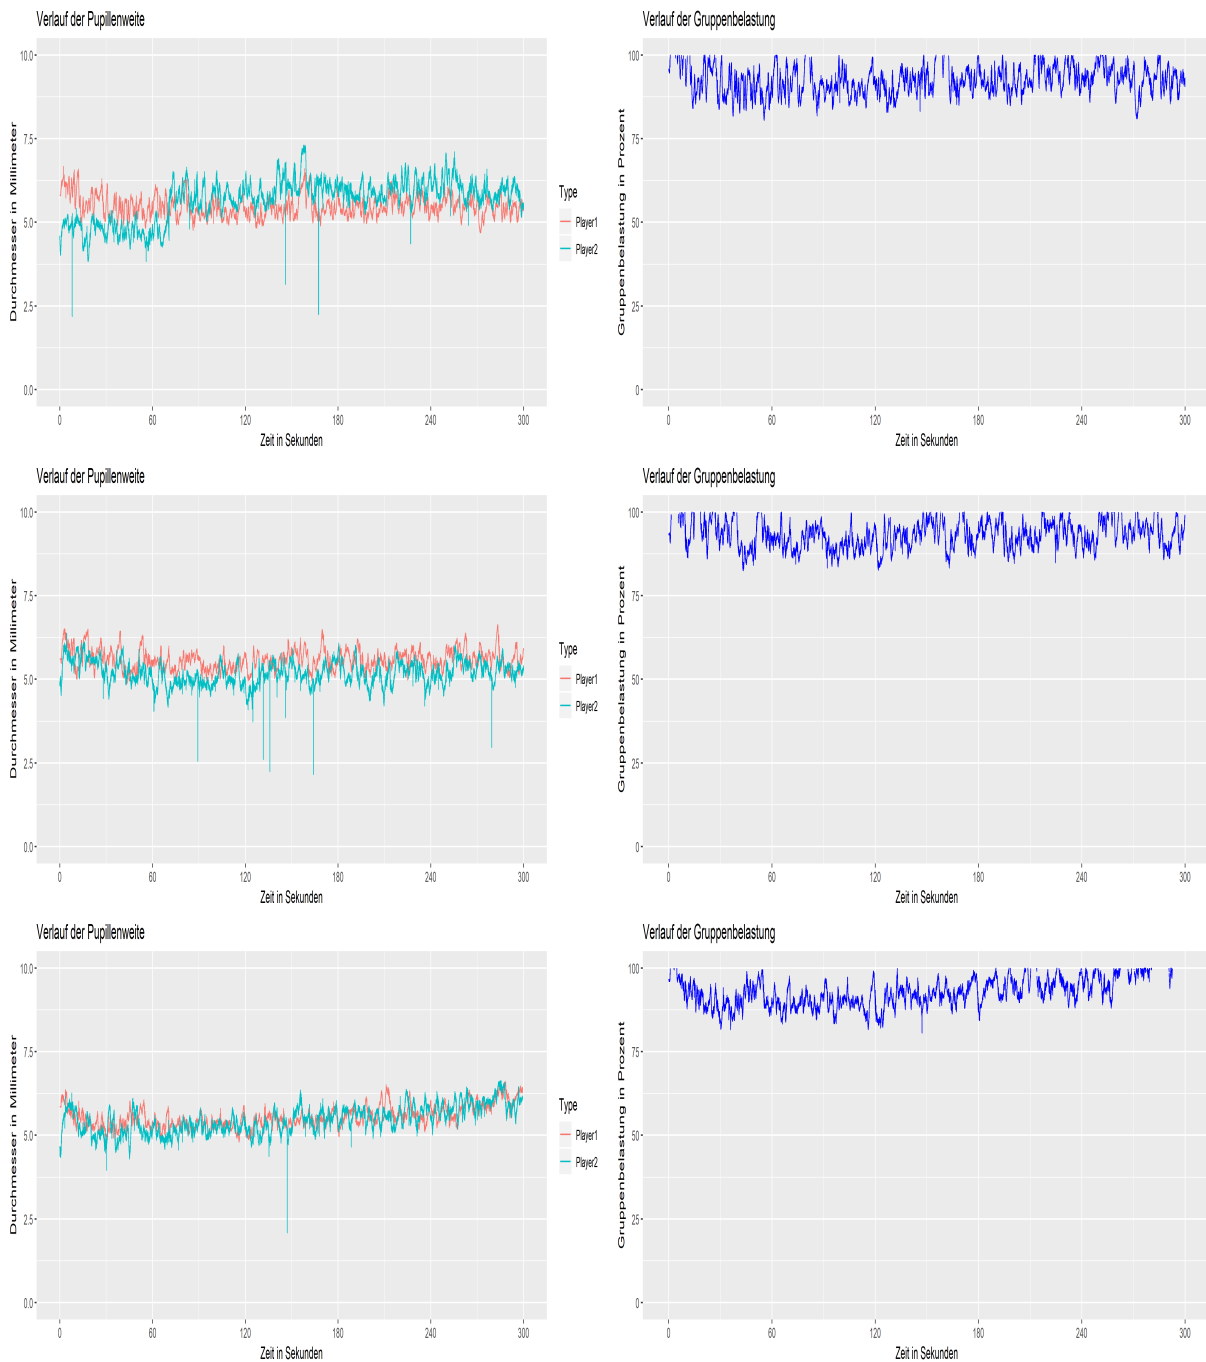 Verlauf der Pupillenweite
Durchmesser in Millimeter
10.0
7.5
5.0
2.5
0.0
0 60 120 180 240 300
Zeit in Sekunden
Type
Player1
Player2
Verlauf der Gruppenbelastung
Gruppenbelastung in Prozent
100
75
50
25
0
0 60 120 180 240 300
Zeit in Sekunden
Verlauf der Pupillenweite
Durchmesser in Millimeter
10.0
7.5
5.0
2.5
0.0
0 60 120 180 240 300
Zeit in Sekunden
Type
Player1
Player2
Verlauf der Gruppenbelastung
Gruppenbelastung in Prozent
100
75
50
25
0
0 60 120 180 240 300
Zeit in Sekunden
Verlauf der Pupillenweite
Durchmesser in Millimeter
10.0
7.5
5.0
2.5
0.0
0 60 120 180 240 300
Zeit in Sekunden
Type
Player1
Player2
Verlauf der Gruppenbelastung
Gruppenbelastung in Prozent
100
75
50
25
0
0 60 120 180 240 300
Zeit in Sekunden